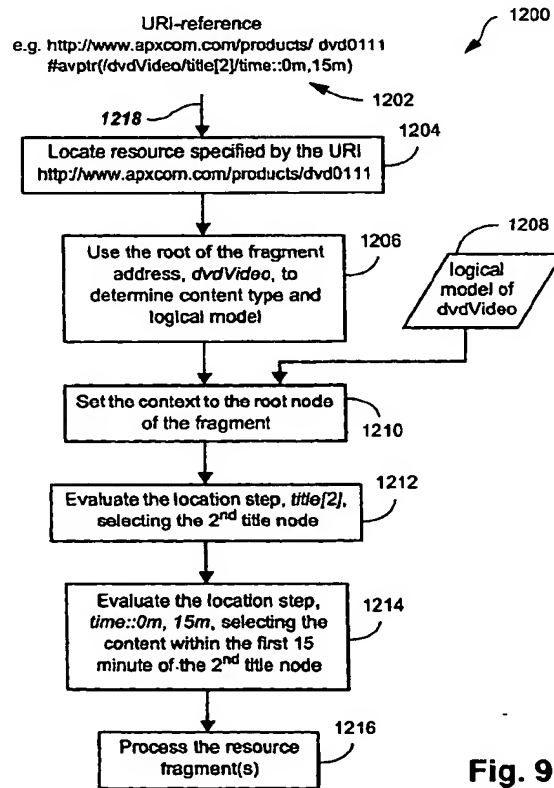 URI-reference
1200
e.g. http://www.apxcom.com/products/ dvd0111
#avptr(/dvdVideo/title[2]/time::0m,15m)
1202
1218
1204
Locate resource specified by the URI
http://www.apxcom.com/products/dvd0111
1206
1208
Use the root of the fragment
address, dvdVideo, to
determine content type and
logical model
logical
model of
dvdVideo
Set the context to the root node
of the fragment
1210
1212
Evaluate the location step, title[2],
selecting the 2nd title node
Evaluate the location step,
time::0m, 15m, selecting the
content within the first 15
minute of the 2nd title node
1214
1216
Process the resource
fragment(s)
Fig. 9